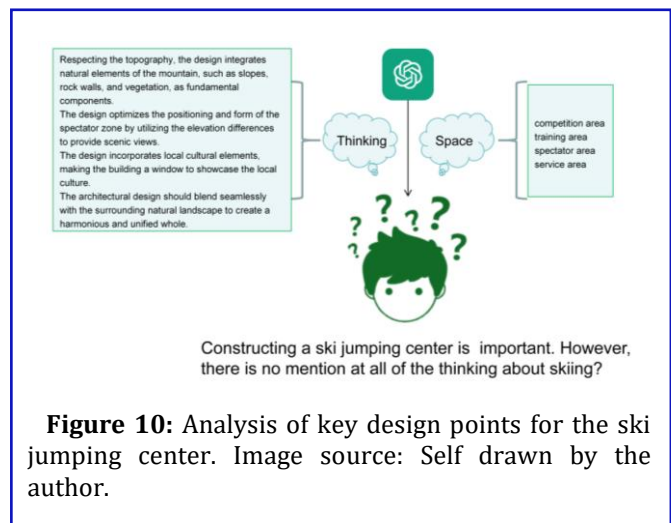 Respecting the topography, the design integrates
natural elements of the mountain, such as slopes,
rock walls, and vegetation, as fundamental
components.
The design optimizes the positioning and form of the
spectator zone by utilizing the elevation differences
to provide scenic views.
The design incorporates local cultural elements,
making the building a window to showcase the local
culture.
The architectural design should blend seamlessly
with the surrounding natural landscape to create a
harmonious and unified whole.
Thinking
Space
competition area
training area
spectator area
service area
? ? ? ? ? ?
Constructing a ski jumping center is important. However,
there is no mention at all of the thinking about skiing?
Figure 10: Analysis of key design points for the ski
jumping center. Image source: Self drawn by the
author.